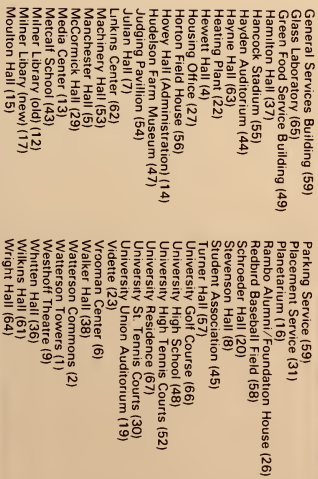 General Services Building (59)
Glass Laboratory (65)
Green Food Service Building (49)
Hamilton Hall (37)
Hancock Stadium (55)
Hayden Auditorium (44)
Haynie Hall (63)
Heating Plant (22)
Hewett Hall (4)
Housing Office (27)
Horton Field House (56)
Hovey Hall (Administration) (14)
Hudelson Farm Museum (47)
Judging Pavillion (54)
Julian Hall (7)
Linkins Center (62)
Machinery Hall (53)
Manchester Hall (5)
McCormick Hall (29)
Media Center (13)
Metcalf School (43)
Milner Library (old) (12)
Milner Libary (new) (17)
Moulton Hall (15)
Parking Service (59)
Placement Service (31)
Planetarium (16)
Rambo Alumni/Foundation House (26)
Redbird Baseball Field (58)
Schroeder Hall (20)
Stevenson Hall (8)
Student Association (45)
Turner Hall (57)
University Golf Course (66)
University High School (48)
University High Tennis Courts (52)
University Residence (67)
University St. Tennis Courts (30)
University Union Auditorium (19)
Vidette (23)
Vrooman Center (6)
Walker Hall (38)
Watterson Commons (2)
Watterson Towers (1)
Westhoff Theatre (9)
Whitten Hall (36)
Wilkins Hall (61)
Wright Hall (64)